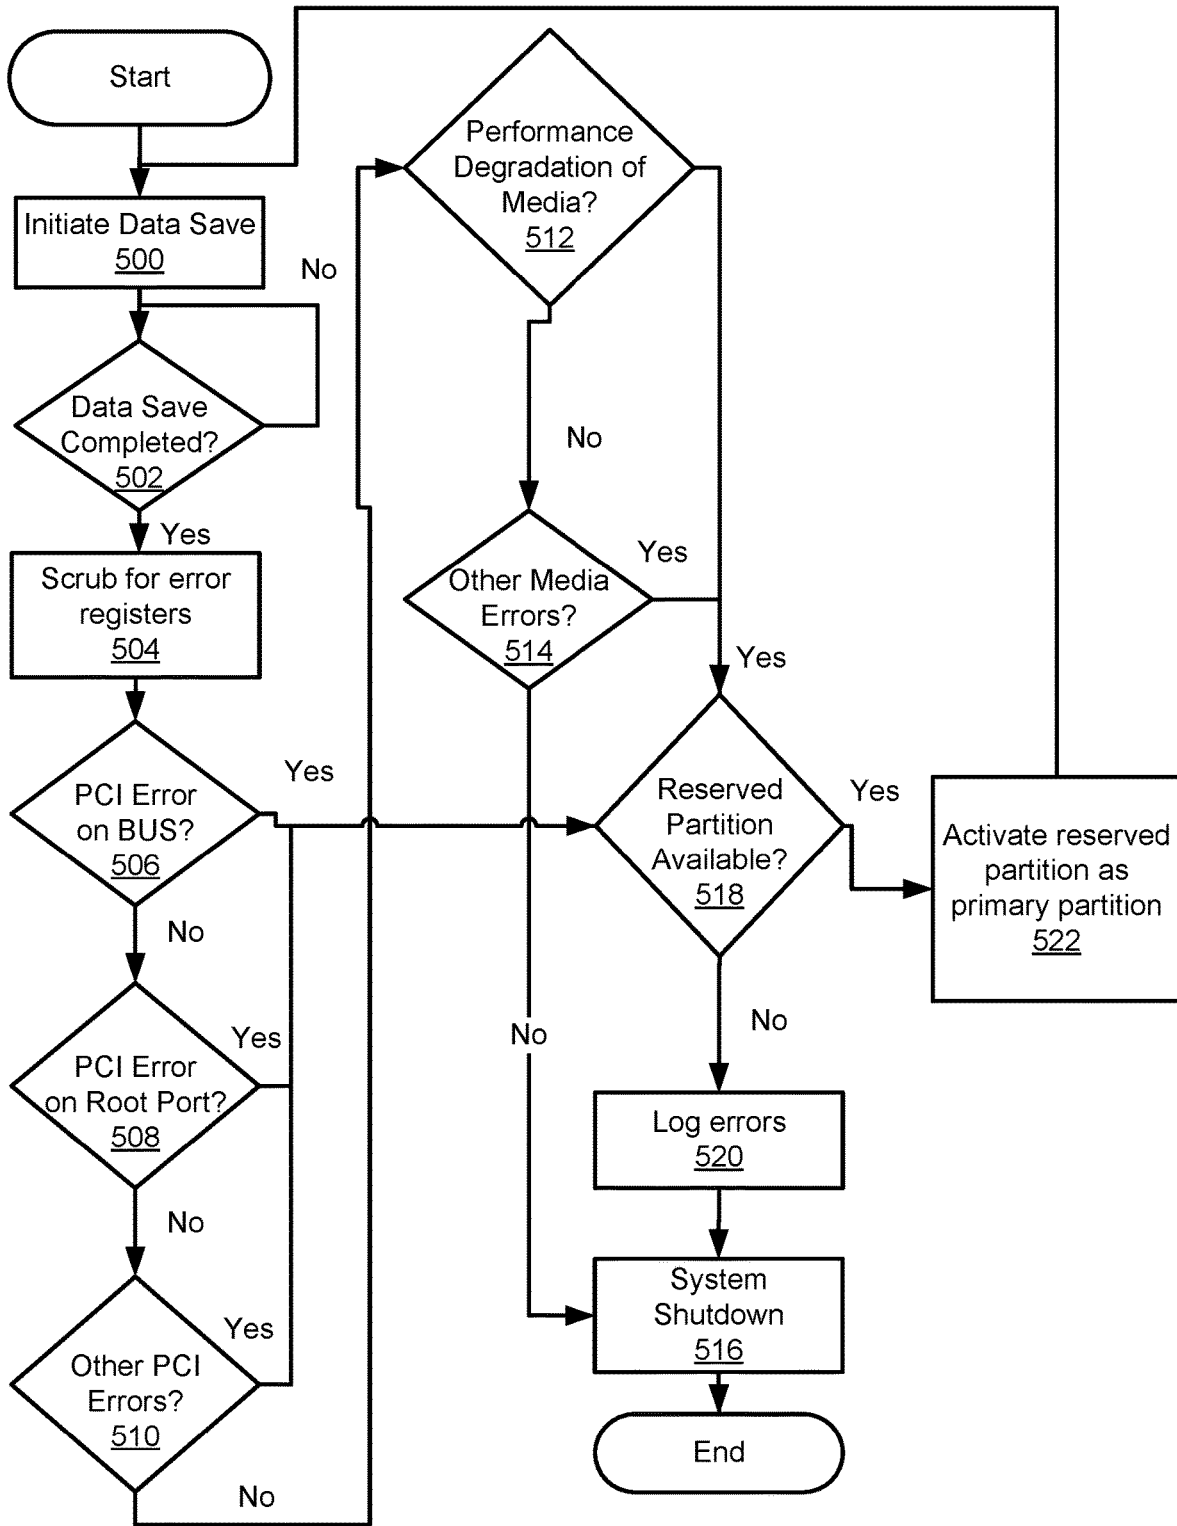 Start
Initiate Data Save
500
Data Save
Completed?
502
Yes
Scrub for error
registers
504
PCI Error
on BUS?
506
Yes
No
PCI Error
on Root Port?
508
Yes
No
Other PCI
Errors?
510
Yes
No
No
Performance
Degradation of
Media?
512
No
Other Media
Errors?
514
Yes
Yes
No
Reserved
Partition
Available?
518
Yes
No
Activate reserved
partition as
primary partition
522
Log errors
520
System
Shutdown
516
End